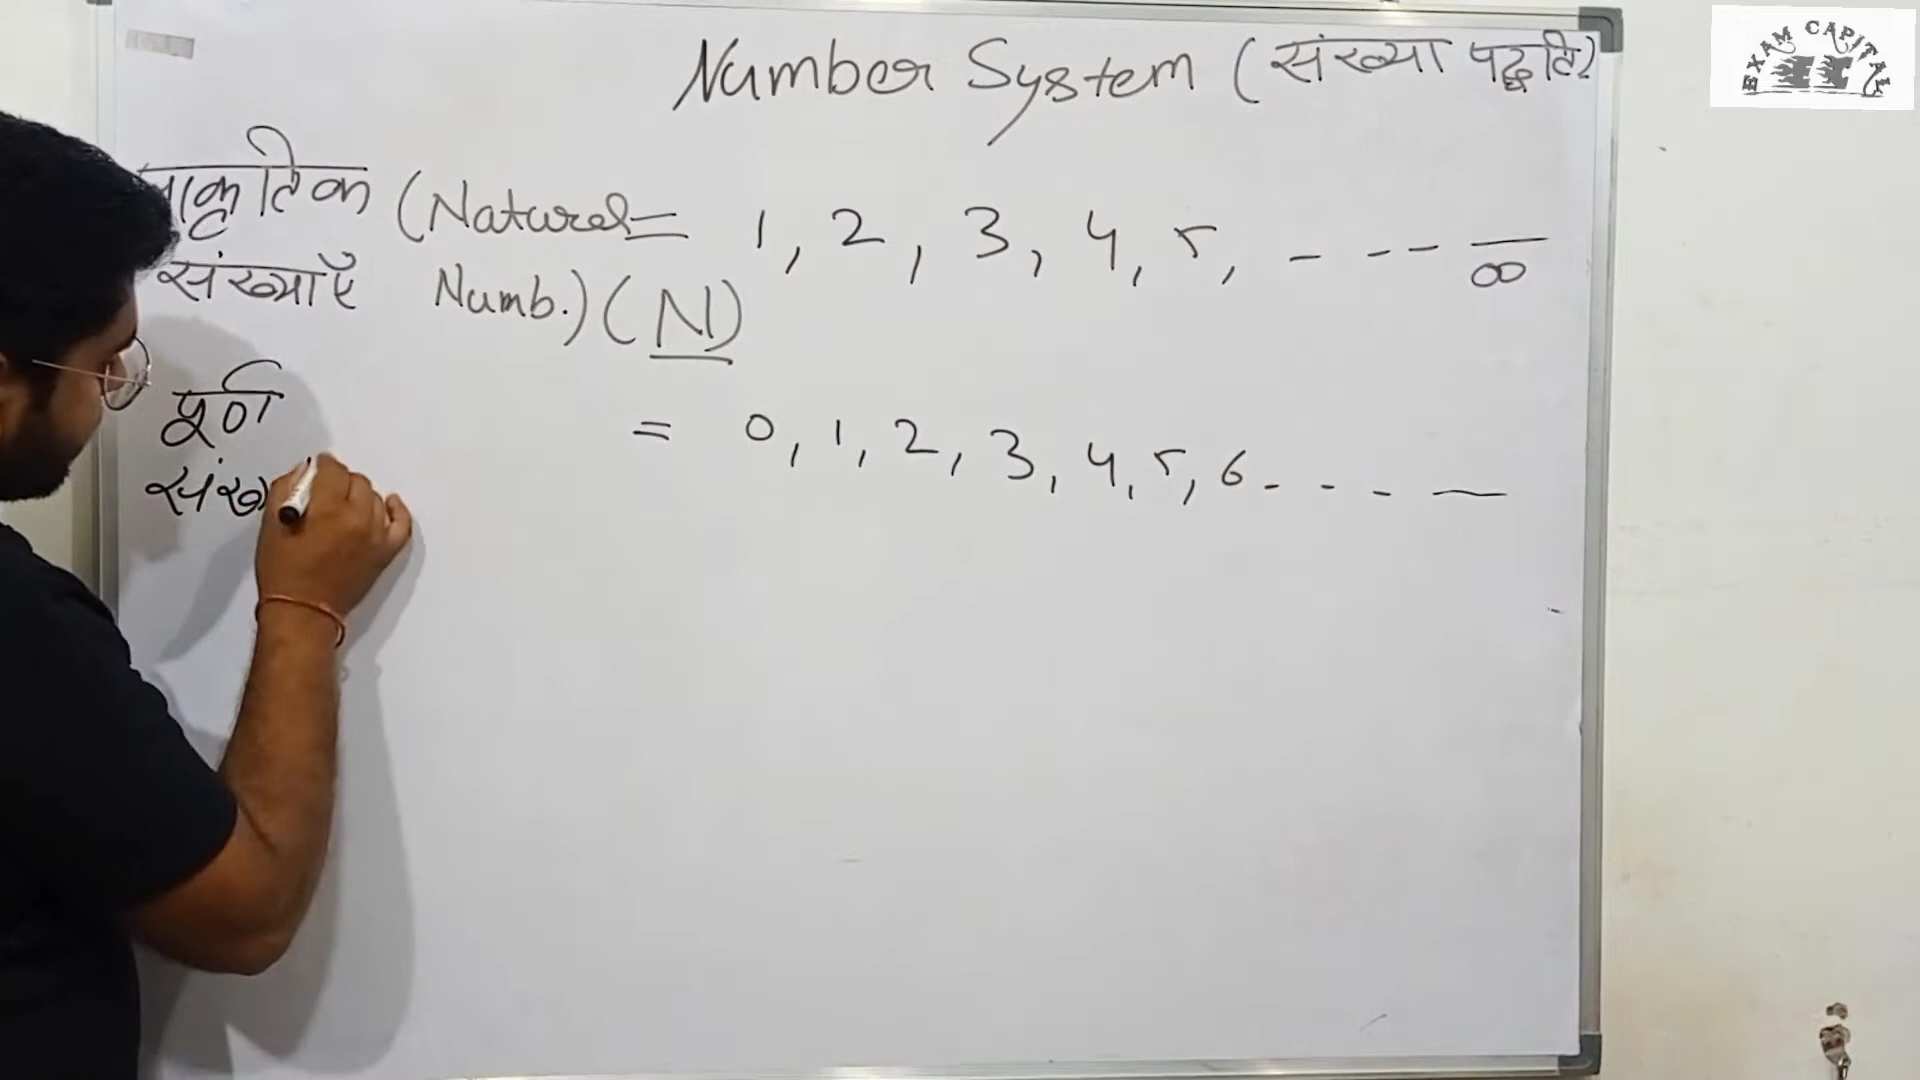 Number System (संख्या पद्धति)
EXAM CAPITAL
(Natural = 1, 2, 3, 4, 5, - - - — ∞
संख्याएँ Numb.) (N)
पूर्ण = 0, 1, 2, 3, 4, 5, 6 - - - —